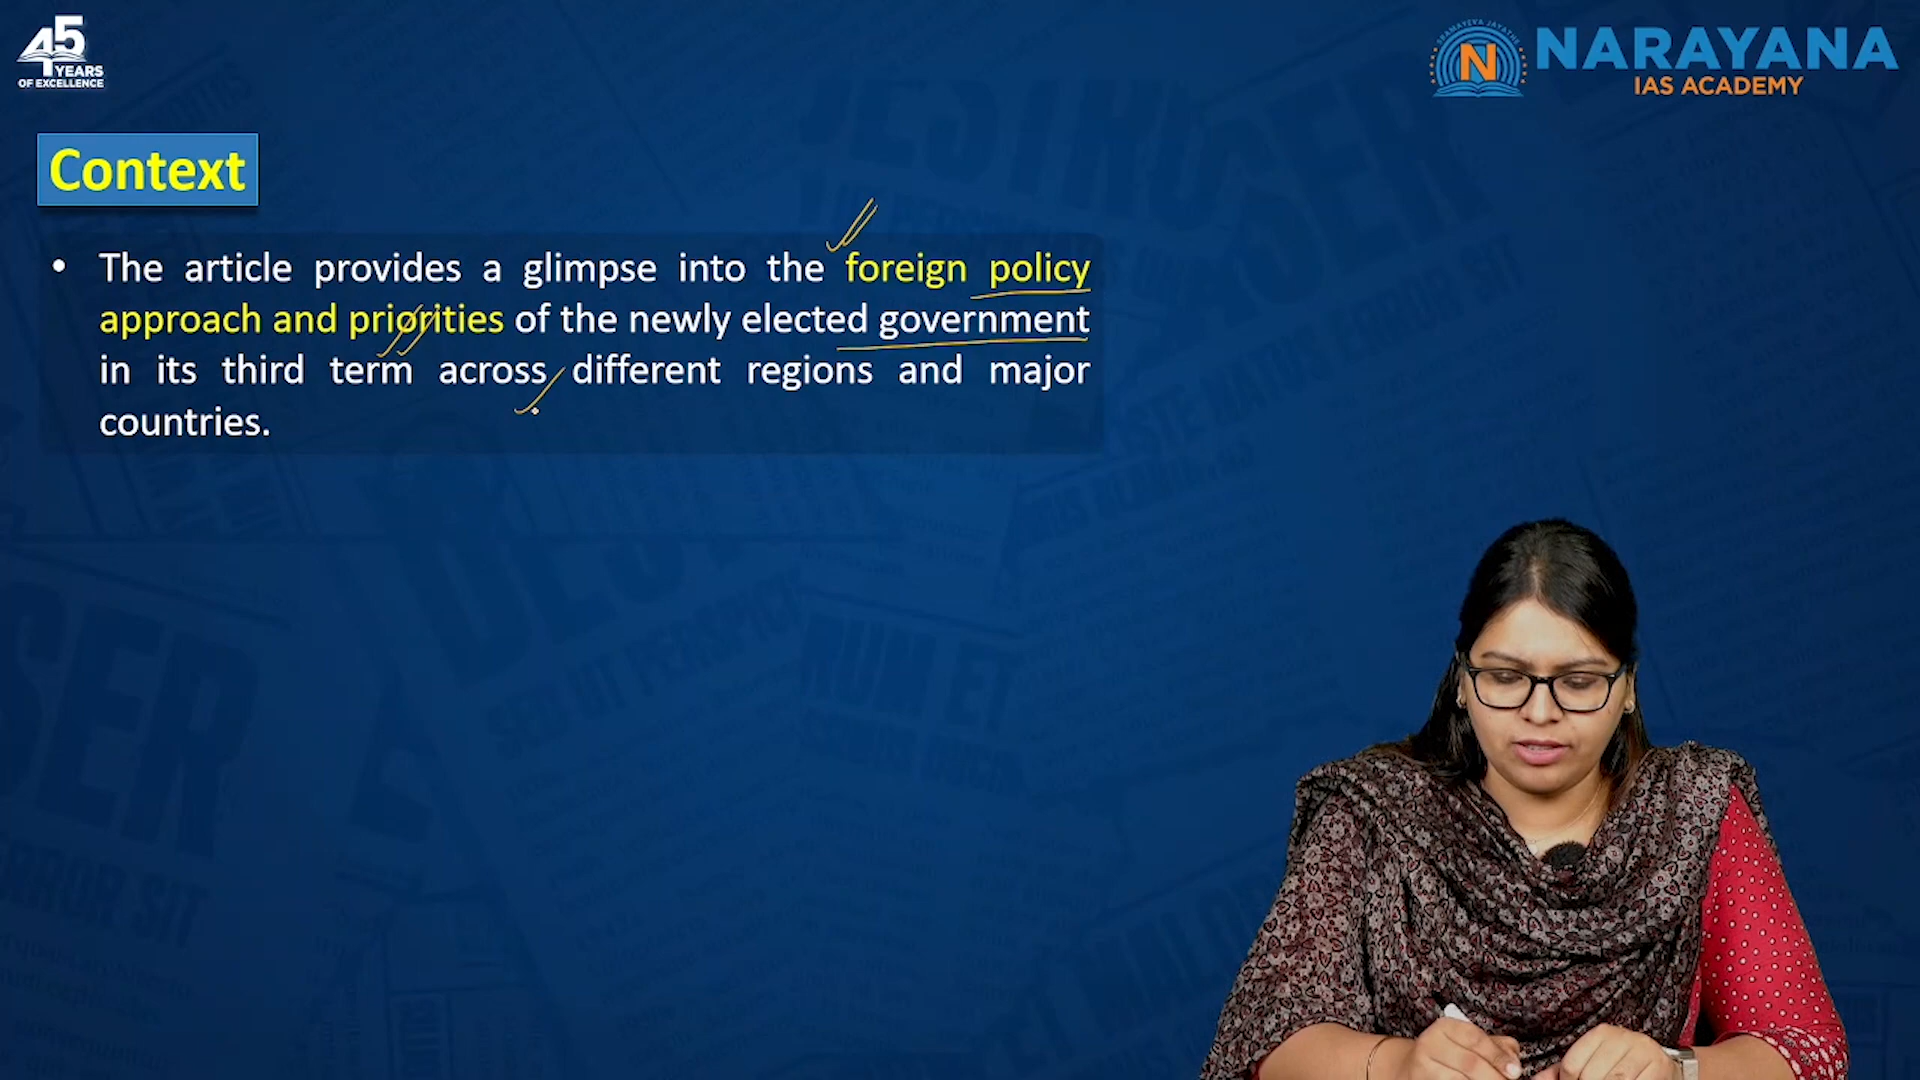 45
YEARS
OF EXCELLENCE
NARAYANA
IAS ACADEMY
Context
• The article provides a glimpse into the foreign policy
approach and priorities of the newly elected government
in its third term across different regions and major
countries.